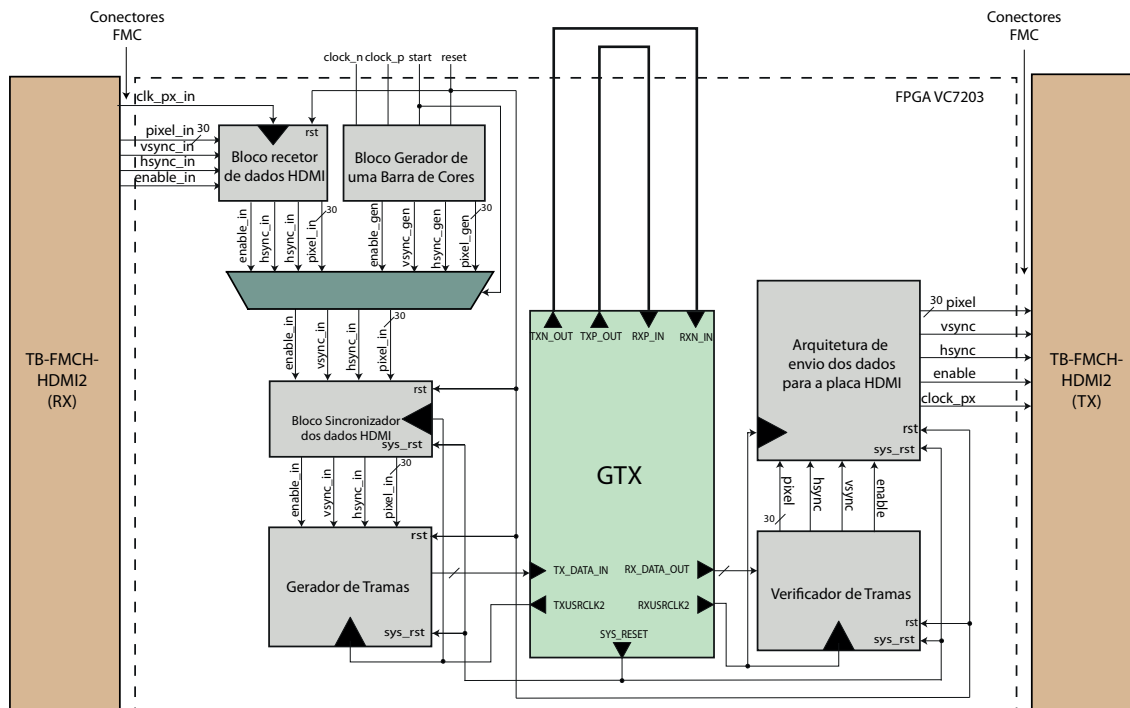 Conectores
FMC
Conectores
FMC
clock_n
clock_p
start
reset
FPGA VC7203
clk_px_in
pixel_in
30
vsync_in
hsync_in
enable_in
rst
Bloco recetor
de dados HDMI
Bloco Gerador de
uma Barra de Cores
enable_in
hsync_in
hsync_in
pixel_in
30
enable_gen
vsync_gen
hsync_gen
pixel_gen
30
enable_in
vsync_in
hsync_in
pixel_in
30
TB-FMCH-
HDMI2
(RX)
rst
Bloco Sincronizador
dos dados HDMI
sys_rst
enable_in
vsync_in
hsync_in
pixel_in
30
rst
Gerador de Tramas
sys_rst
TXN_OUT
TXP_OUT
RXP_IN
RXN_IN
GTX
TX_DATA_IN
RX_DATA_OUT
TXUSRCLK2
RXUSRCLK2
SYS_RESET
Arquitetura de
envio dos dados
para a placa HDMI
rst
sys_rst
30
pixel
vsync
hsync
enable
clock_px
pixel
hsync
vsync
enable
30
Verificador de Tramas
rst
sys_rst
TB-FMCH-
HDMI2
(TX)